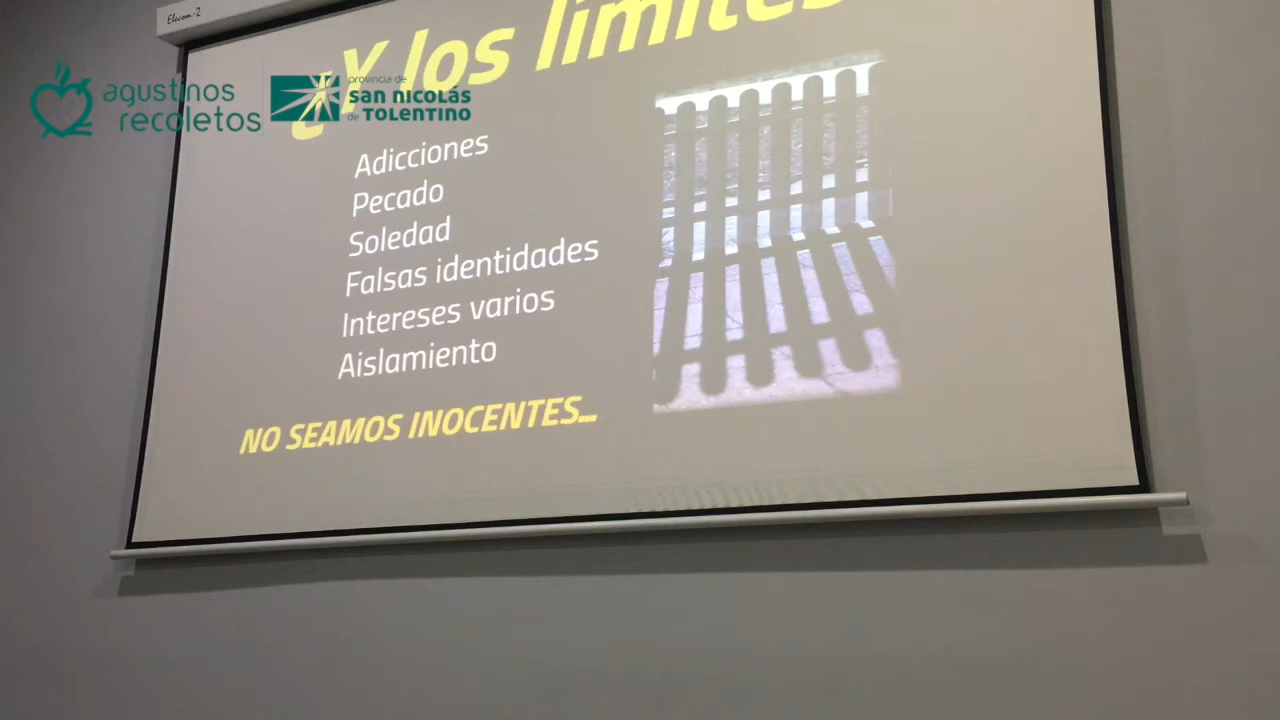 Elecom-2
¿Y los límites
agustinos
recoletos
provincia de
SAN NICOLÁS
de TOLENTINO
Adicciones
Pecado
Soledad
Falsas identidades
Intereses varios
Aislamiento
NO SEAMOS INOCENTES...